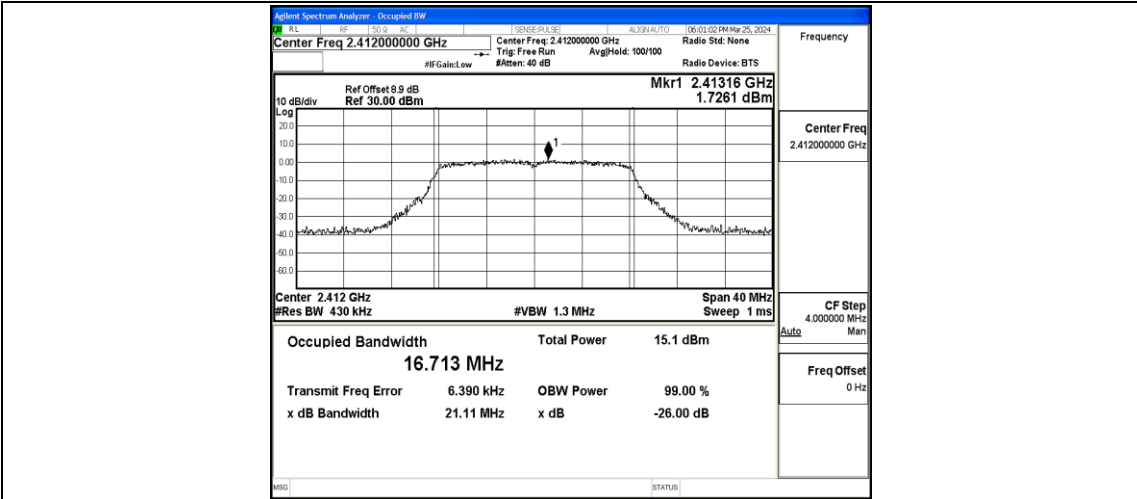 Agilent Spectrum Analyzer - Occupied BW
RL RF 50 Ω AC SENSE:PULSE ALIGN AUTO 06:01:02 PM Mar 25, 2024
Center Freq 2.412000000 GHz
Center Freq: 2.412000000 GHz
Radio Std: None
Trig: Free Run Avg|Hold: 100/100
#IFGain:Low #Atten: 40 dB Radio Device: BTS
Ref Offset 8.9 dB
Mkr1 2.41316 GHz
10 dB/div Ref 30.00 dBm 1.7261 dBm
Log
20.0
10.0
0.00
-10.0
-20.0
-30.0
-40.0
-50.0
-60.0
1
Center 2.412 GHz Span 40 MHz
#Res BW 430 kHz #VBW 1.3 MHz Sweep 1 ms
Occupied Bandwidth Total Power 15.1 dBm
16.713 MHz
Transmit Freq Error 6.390 kHz OBW Power 99.00 %
x dB Bandwidth 21.11 MHz x dB -26.00 dB
MSG STATUS
Frequency
Center Freq
2.412000000 GHz
CF Step
4.000000 MHz
Auto Man
Freq Offset
0 Hz